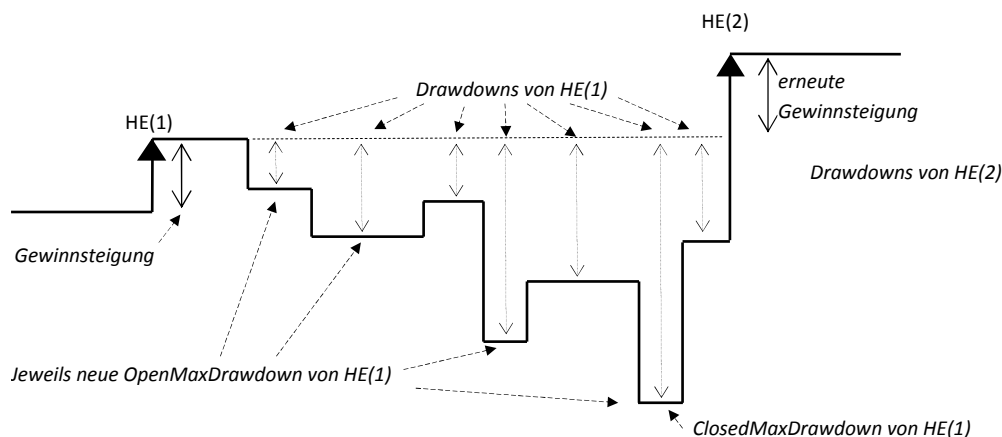 HE(2)
Drawdowns von HE(1)
erneute
Gewinnsteigung
HE(1)
Drawdowns von HE(2)
Gewinnsteigung
Jeweils neue OpenMaxDrawdown von HE(1)
ClosedMaxDrawdown von HE(1)